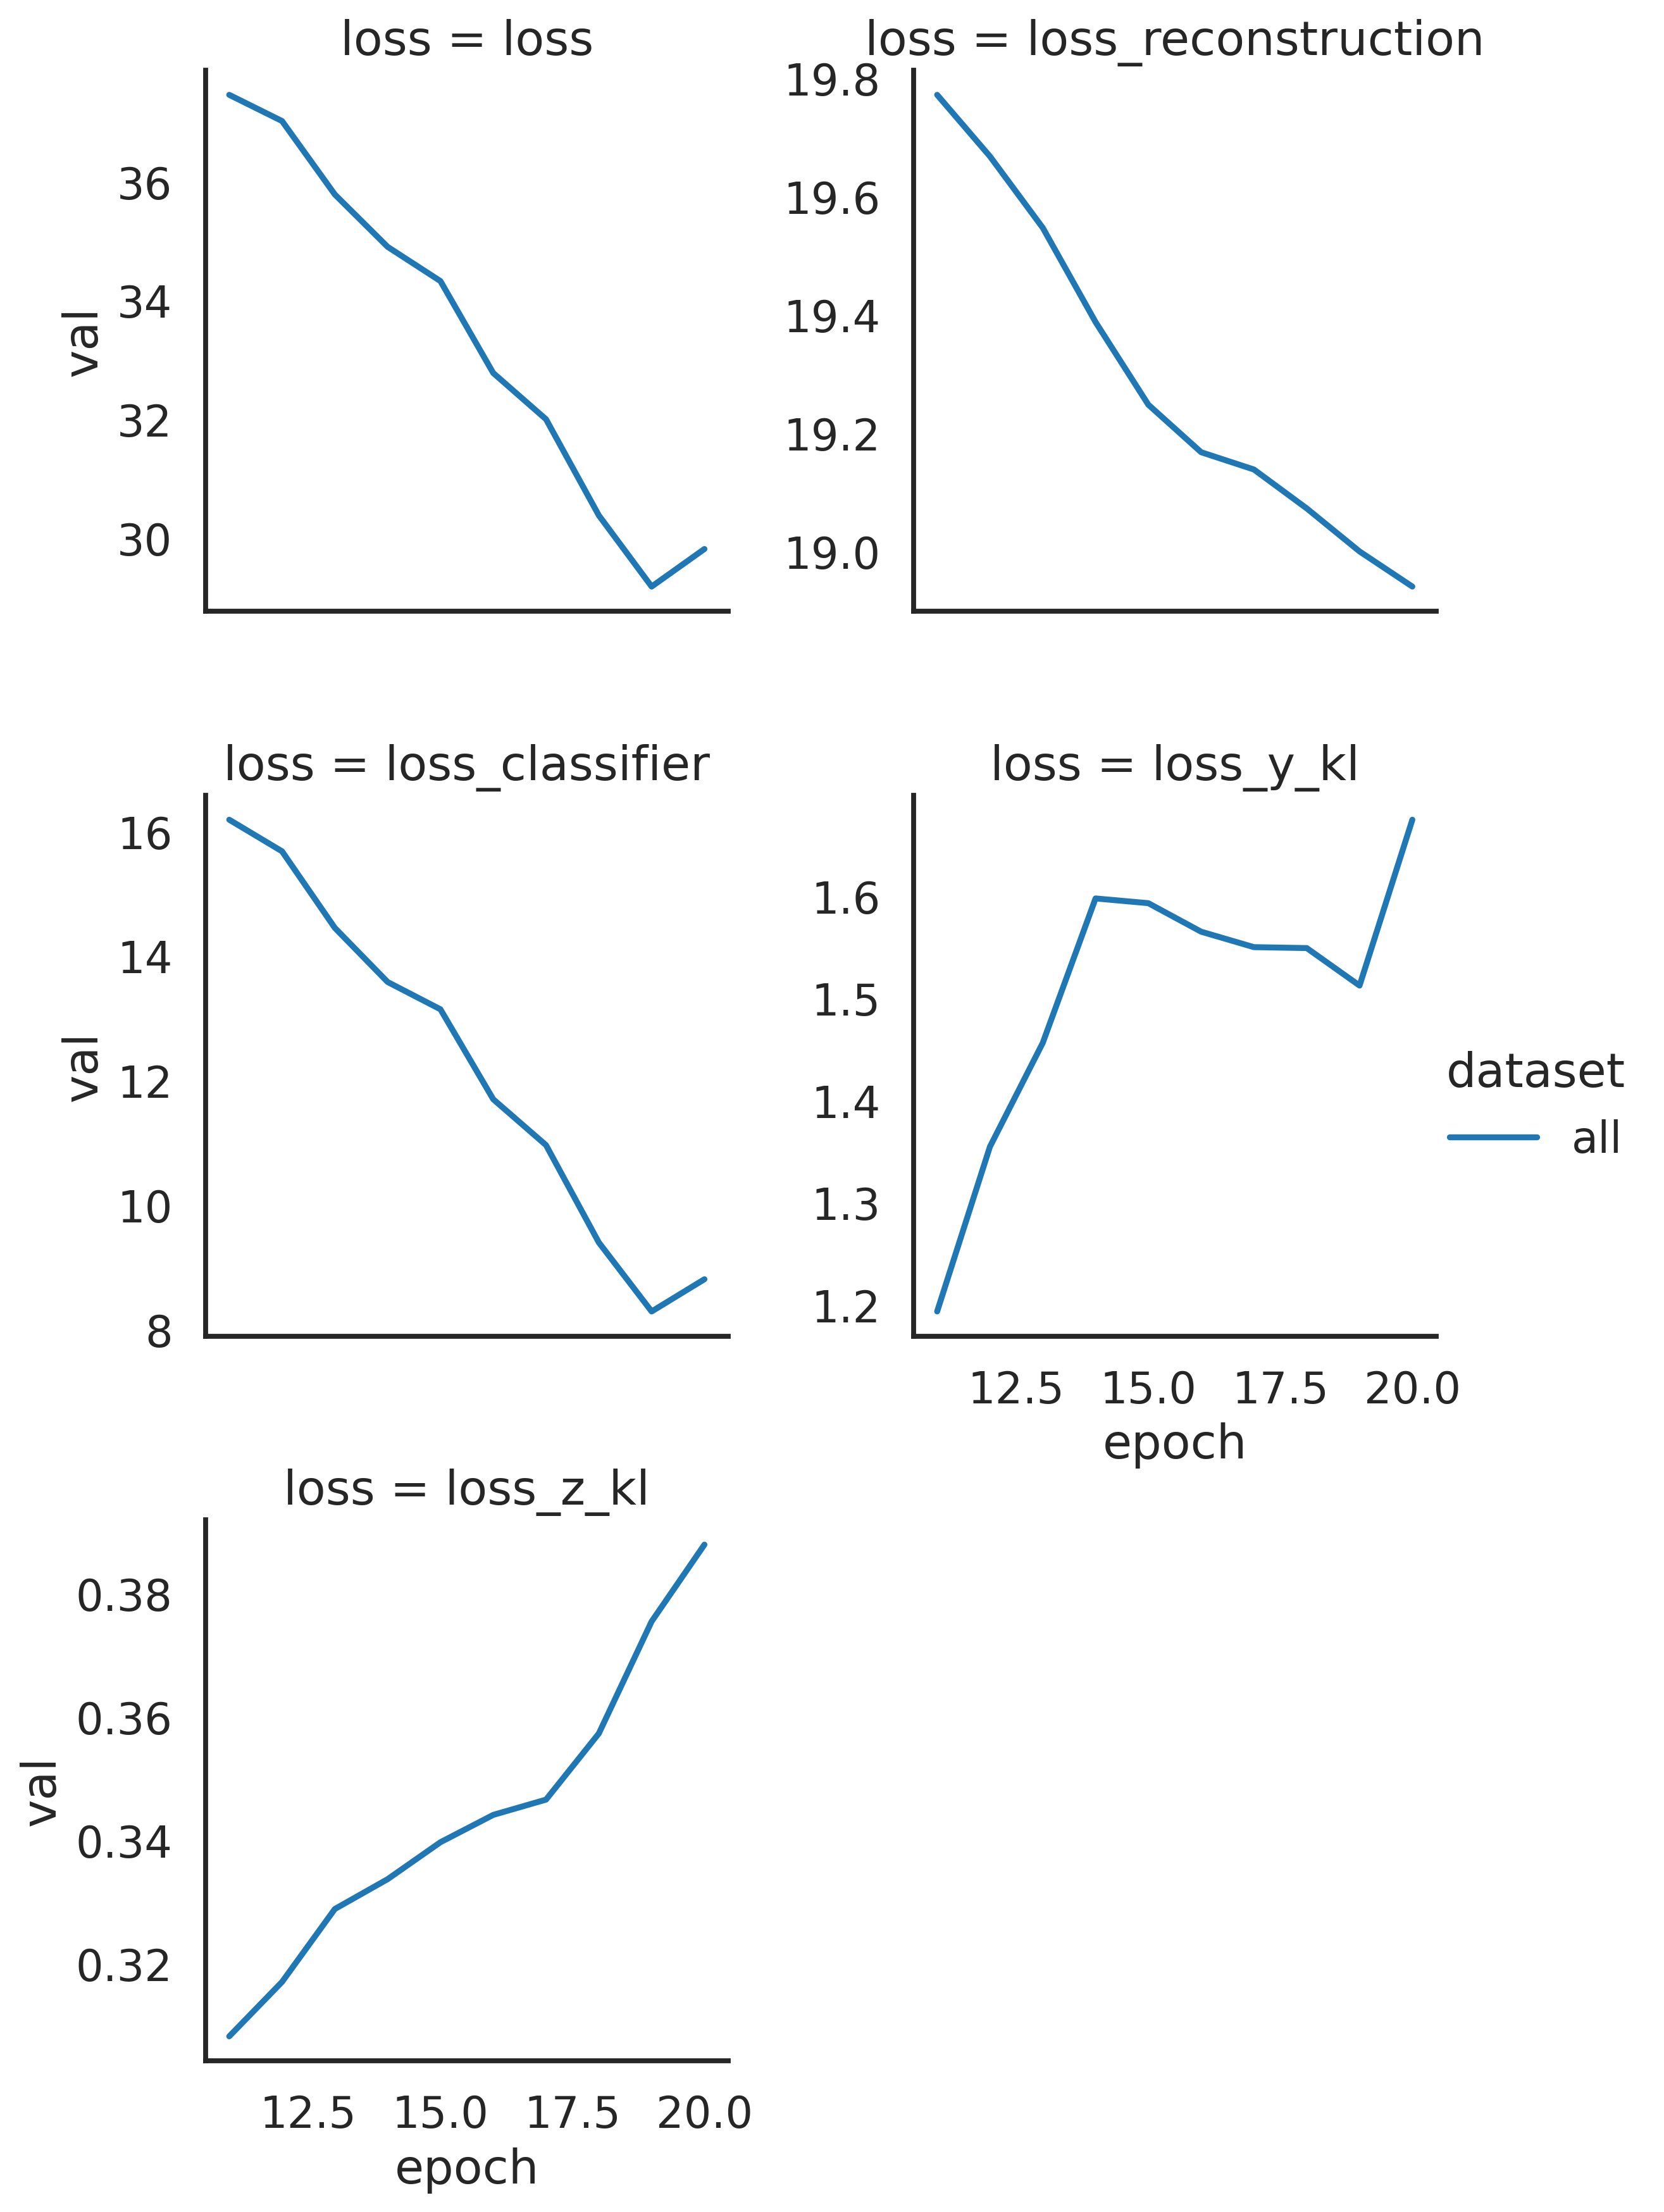 loss = loss
36
34
32
30
val
loss = loss_reconstruction
19.8
19.6
19.4
19.2
19.0
loss = loss_classifier
16
14
12
10
8
val
loss = loss_y_kl
1.6
1.5
1.4
1.3
1.2
12.5 15.0 17.5 20.0
epoch
dataset
all
loss = loss_z_kl
0.38
0.36
0.34
0.32
val
12.5 15.0 17.5 20.0
epoch